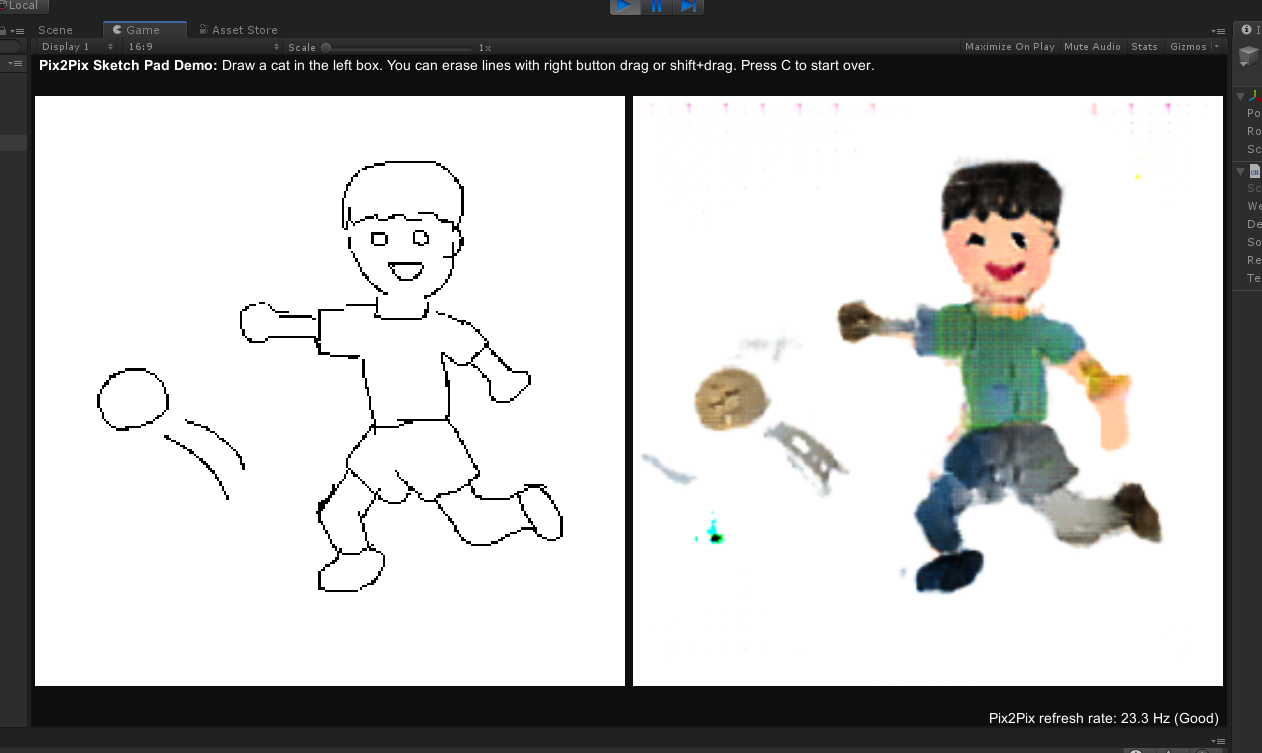 Local
Scene
Game
Asset Store
Display 1
16:9
Scale
1x
Maximize On Play
Mute Audio
Stats
Gizmos
Pix2Pix Sketch Pad Demo: Draw a cat in the left box. You can erase lines with right button drag or shift+drag. Press C to start over.
Po
Ro
Sc
Sc
We
De
So
Re
Te
Pix2Pix refresh rate: 23.3 Hz (Good)